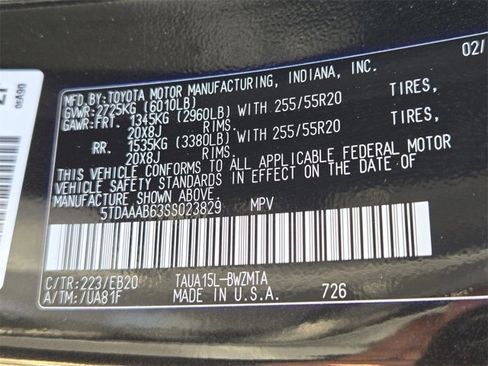 MFD.BY: TOYOTA MOTOR MANUFACTURING, INDIANA, INC. 02/
GVWR: 2725KG (6010LB)
GAWR:FRT. 1345KG (2960LB) WITH 255/55R20 TIRES,
20X8J RIMS.
RR. 1535KG (3380LB) WITH 255/55R20 TIRES,
20X8J RIMS.
THIS VEHICLE CONFORMS TO ALL APPLICABLE FEDERAL MOTOR
VEHICLE SAFETY STANDARDS IN EFFECT ON THE DATE OF
MANUFACTURE SHOWN ABOVE.
5TDAAAB63SS023829 MPV
C/TR: 223/EB20 TAUA15L-BWZMTA
A/TM: /UA81F MADE IN U.S.A. 726